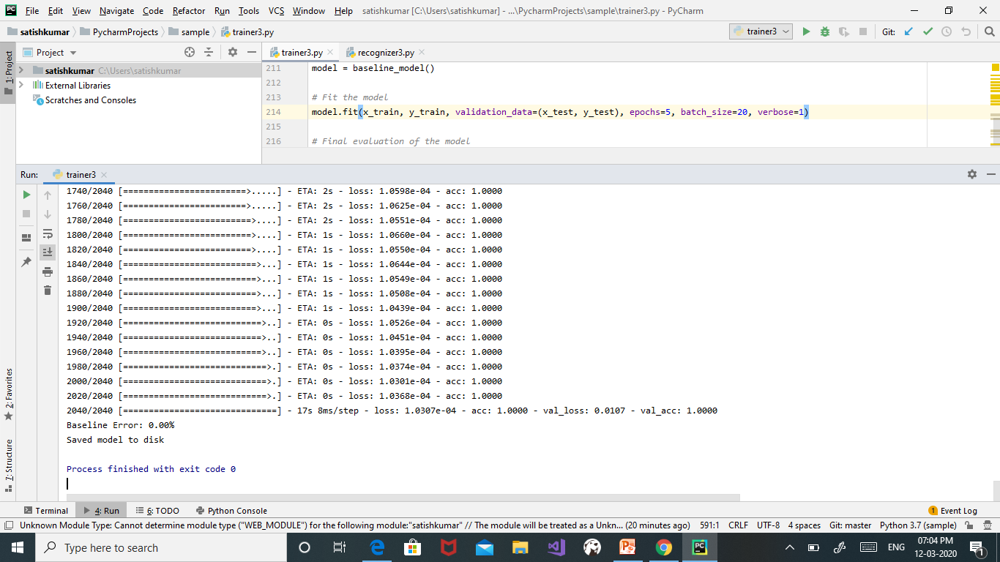 File Edit View Navigate Code Refactor Run Tools VCS Window Help satishkumar [C:\Users\satishkumar] - ...\PycharmProjects\sample\trainer3.py - PyCharm
satishkumar PycharmProjects sample trainer3.py trainer3 Git:
Project trainer3.py recognizer3.py
1: Project
satishkumar C:\Users\satishkumar
External Libraries
Scratches and Consoles
211 model = baseline_model()
212
213 # Fit the model
214 model.fit(x_train, y_train, validation_data=(x_test, y_test), epochs=5, batch_size=20, verbose=1)
215
216 # Final evaluation of the model
Run: trainer3
1740/2040 [========================>.....] - ETA: 2s - loss: 1.0598e-04 - acc: 1.0000
1760/2040 [========================>.....] - ETA: 2s - loss: 1.0625e-04 - acc: 1.0000
1780/2040 [=========================>....] - ETA: 2s - loss: 1.0551e-04 - acc: 1.0000
1800/2040 [=========================>....] - ETA: 1s - loss: 1.0660e-04 - acc: 1.0000
1820/2040 [=========================>....] - ETA: 1s - loss: 1.0550e-04 - acc: 1.0000
1840/2040 [==========================>...] - ETA: 1s - loss: 1.0644e-04 - acc: 1.0000
1860/2040 [==========================>...] - ETA: 1s - loss: 1.0549e-04 - acc: 1.0000
1880/2040 [==========================>...] - ETA: 1s - loss: 1.0508e-04 - acc: 1.0000
1900/2040 [==========================>...] - ETA: 1s - loss: 1.0439e-04 - acc: 1.0000
1920/2040 [===========================>..] - ETA: 0s - loss: 1.0526e-04 - acc: 1.0000
1940/2040 [===========================>..] - ETA: 0s - loss: 1.0451e-04 - acc: 1.0000
1960/2040 [===========================>..] - ETA: 0s - loss: 1.0395e-04 - acc: 1.0000
1980/2040 [============================>.] - ETA: 0s - loss: 1.0374e-04 - acc: 1.0000
2000/2040 [============================>.] - ETA: 0s - loss: 1.0301e-04 - acc: 1.0000
2020/2040 [============================>.] - ETA: 0s - loss: 1.0368e-04 - acc: 1.0000
2040/2040 [==============================] - 17s 8ms/step - loss: 1.0307e-04 - acc: 1.0000 - val_loss: 0.0107 - val_acc: 1.0000
Baseline Error: 0.00%
Saved model to disk
Process finished with exit code 0
2: Favorites
7: Structure
Terminal 4: Run 6: TODO Python Console 1 Event Log
Unknown Module Type: Cannot determine module type ("WEB_MODULE") for the following module:"satishkumar" // The module will be treated as a Unkn... (20 minutes ago) 591:1 CRLF UTF-8 4 spaces Git: master Python 3.7 (sample)
Type here to search ENG 07:04 PM
12-03-2020 1